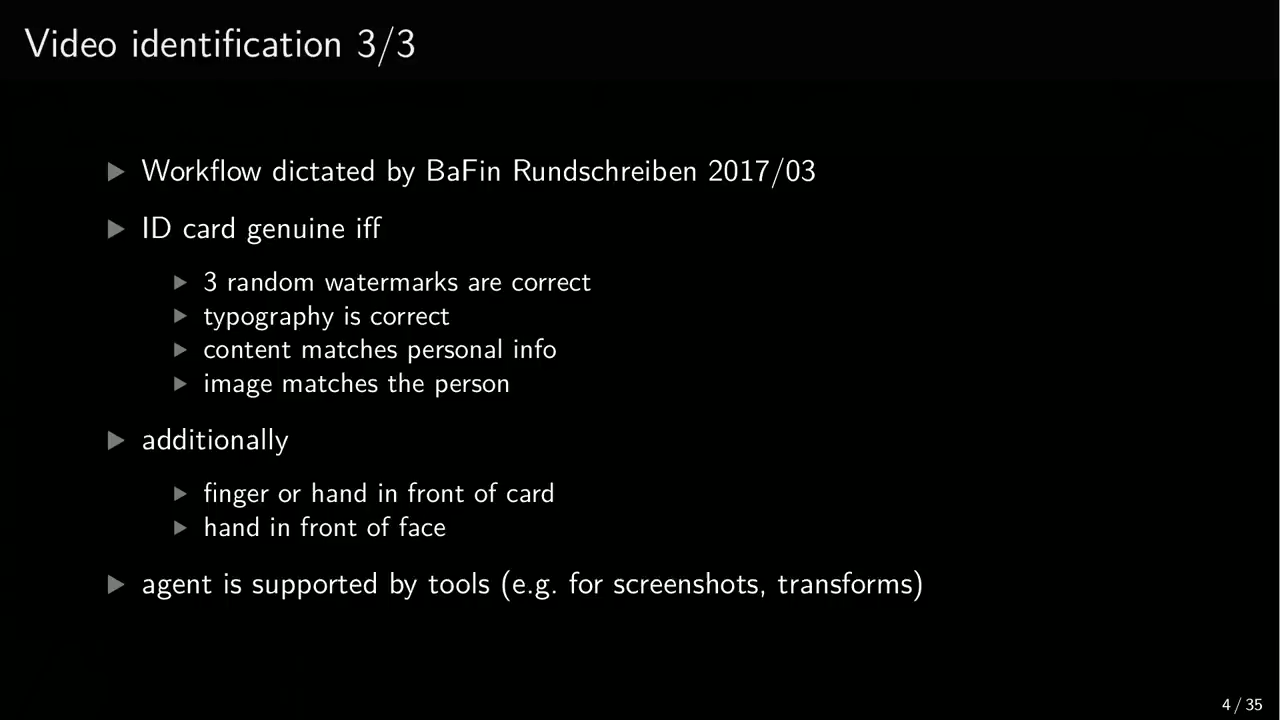 Video identification 3/3
Workflow dictated by BaFin Rundschreiben 2017/03
ID card genuine iff
3 random watermarks are correct
typography is correct
content matches personal info
image matches the person
additionally
finger or hand in front of card
hand in front of face
agent is supported by tools (e.g. for screenshots, transforms)
4 / 35